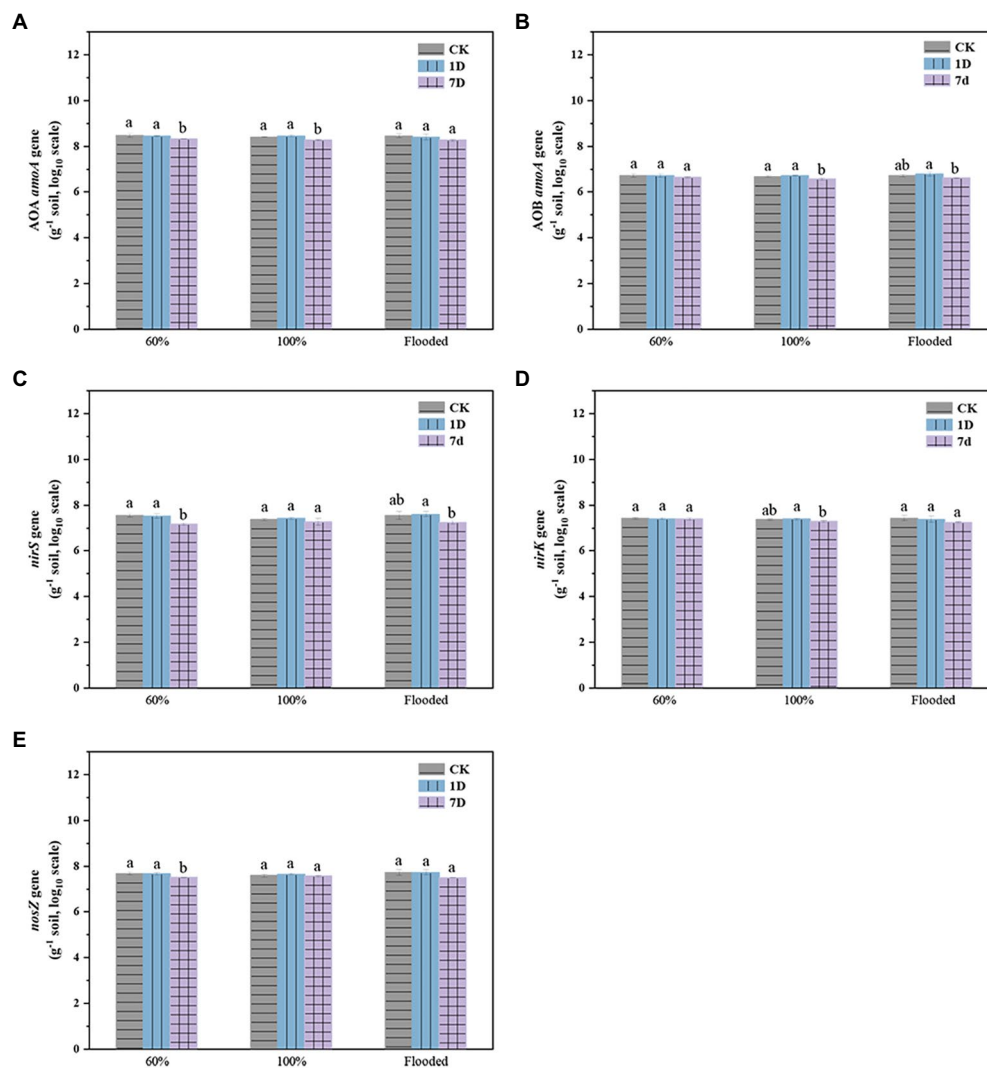 A
AOA amoA gene
(g⁻¹ soil, log₁₀ scale)
12
10
8
6
4
2
0
CK
1D
7D
a a b a a b a a a
60% 100% Flooded
B
AOB amoA gene
(g⁻¹ soil, log₁₀ scale)
12
10
8
6
4
2
0
CK
1D
7d
a a a a a b ab a b
60% 100% Flooded
C
nirS gene
(g⁻¹ soil, log₁₀ scale)
12
10
8
6
4
2
0
CK
1D
7d
a a b a a a ab a b
60% 100% Flooded
D
nirK gene
(g⁻¹ soil, log₁₀ scale)
12
10
8
6
4
2
0
CK
1D
7d
a a a ab a b a a a
60% 100% Flooded
E
nosZ gene
(g⁻¹ soil, log₁₀ scale)
12
10
8
6
4
2
0
CK
1D
7D
a a b a a a a a a
60% 100% Flooded